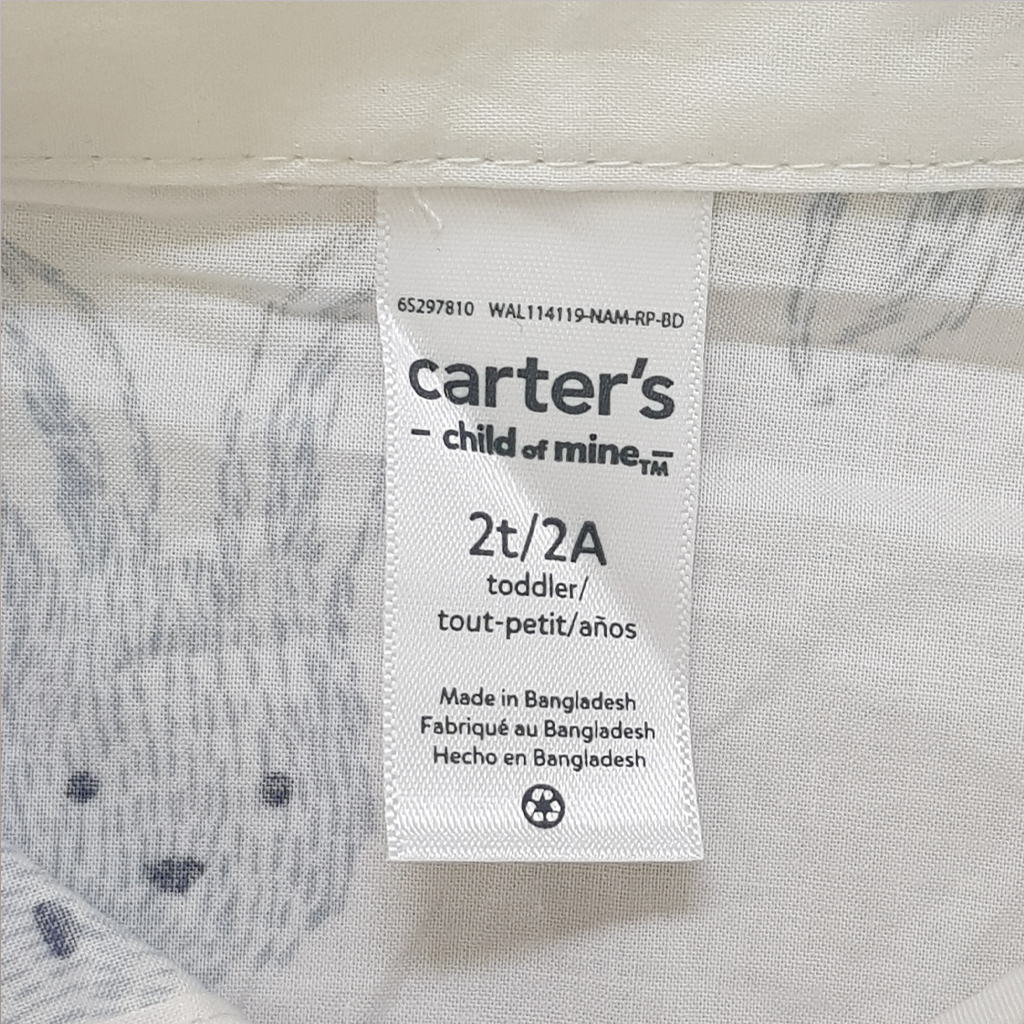 6S297810 WAL114119-NAM-RP-BD
carter's
- child of mine™ -
2t/2A
toddler/
tout-petit/años
Made in Bangladesh
Fabriqué au Bangladesh
Hecho en Bangladesh